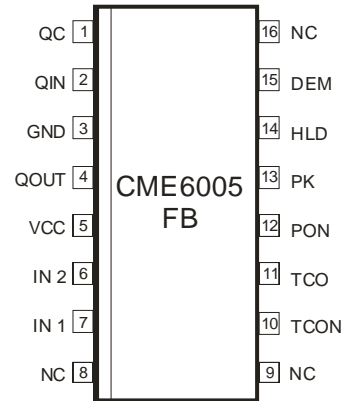 QC 1 16 NC
QIN 2 15 DEM
GND 3 14 HLD
QOUT 4 13 PK
CME6005
FB
VCC 5 12 PON
IN 2 6 11 TCO
IN 1 7 10 TCON
NC 8 9 NC